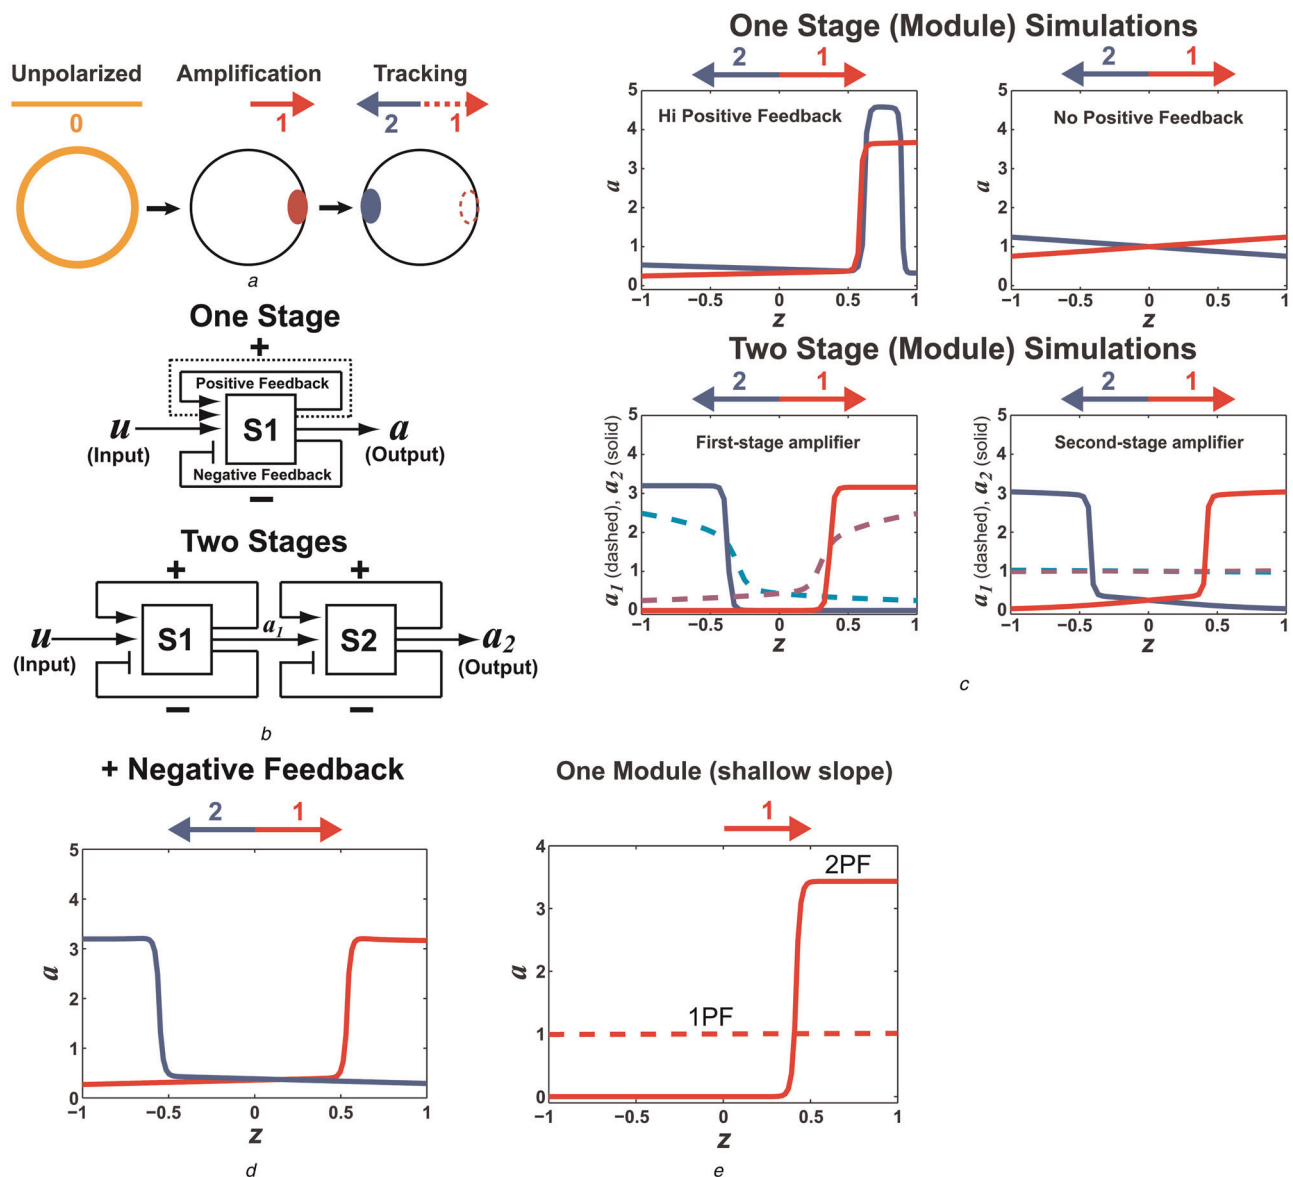 Unpolarized Amplification Tracking
0 1 2 1
a
One Stage
+
Positive Feedback
u S1 a
(Input) (Output)
Negative Feedback
−
Two Stages
+ +
u S1 a1 S2 a2
(Input) (Output)
− −
b
One Stage (Module) Simulations
2 1
Hi Positive Feedback
a
5
4
3
2
1
0
−1 −0.5 0 0.5 1
z
2 1
No Positive Feedback
a
5
4
3
2
1
0
−1 −0.5 0 0.5 1
z
Two Stage (Module) Simulations
2 1
First-stage amplifier
a1 (dashed), a2 (solid)
5
4
3
2
1
0
−1 −0.5 0 0.5 1
z
2 1
Second-stage amplifier
a1 (dashed), a2 (solid)
5
4
3
2
1
0
−1 −0.5 0 0.5 1
z
c
+ Negative Feedback
2 1
a
5
4
3
2
1
0
−1 −0.5 0 0.5 1
z
d
One Module (shallow slope)
1
2PF
1PF
a
4
3
2
1
0
−1 −0.5 0 0.5 1
z
e